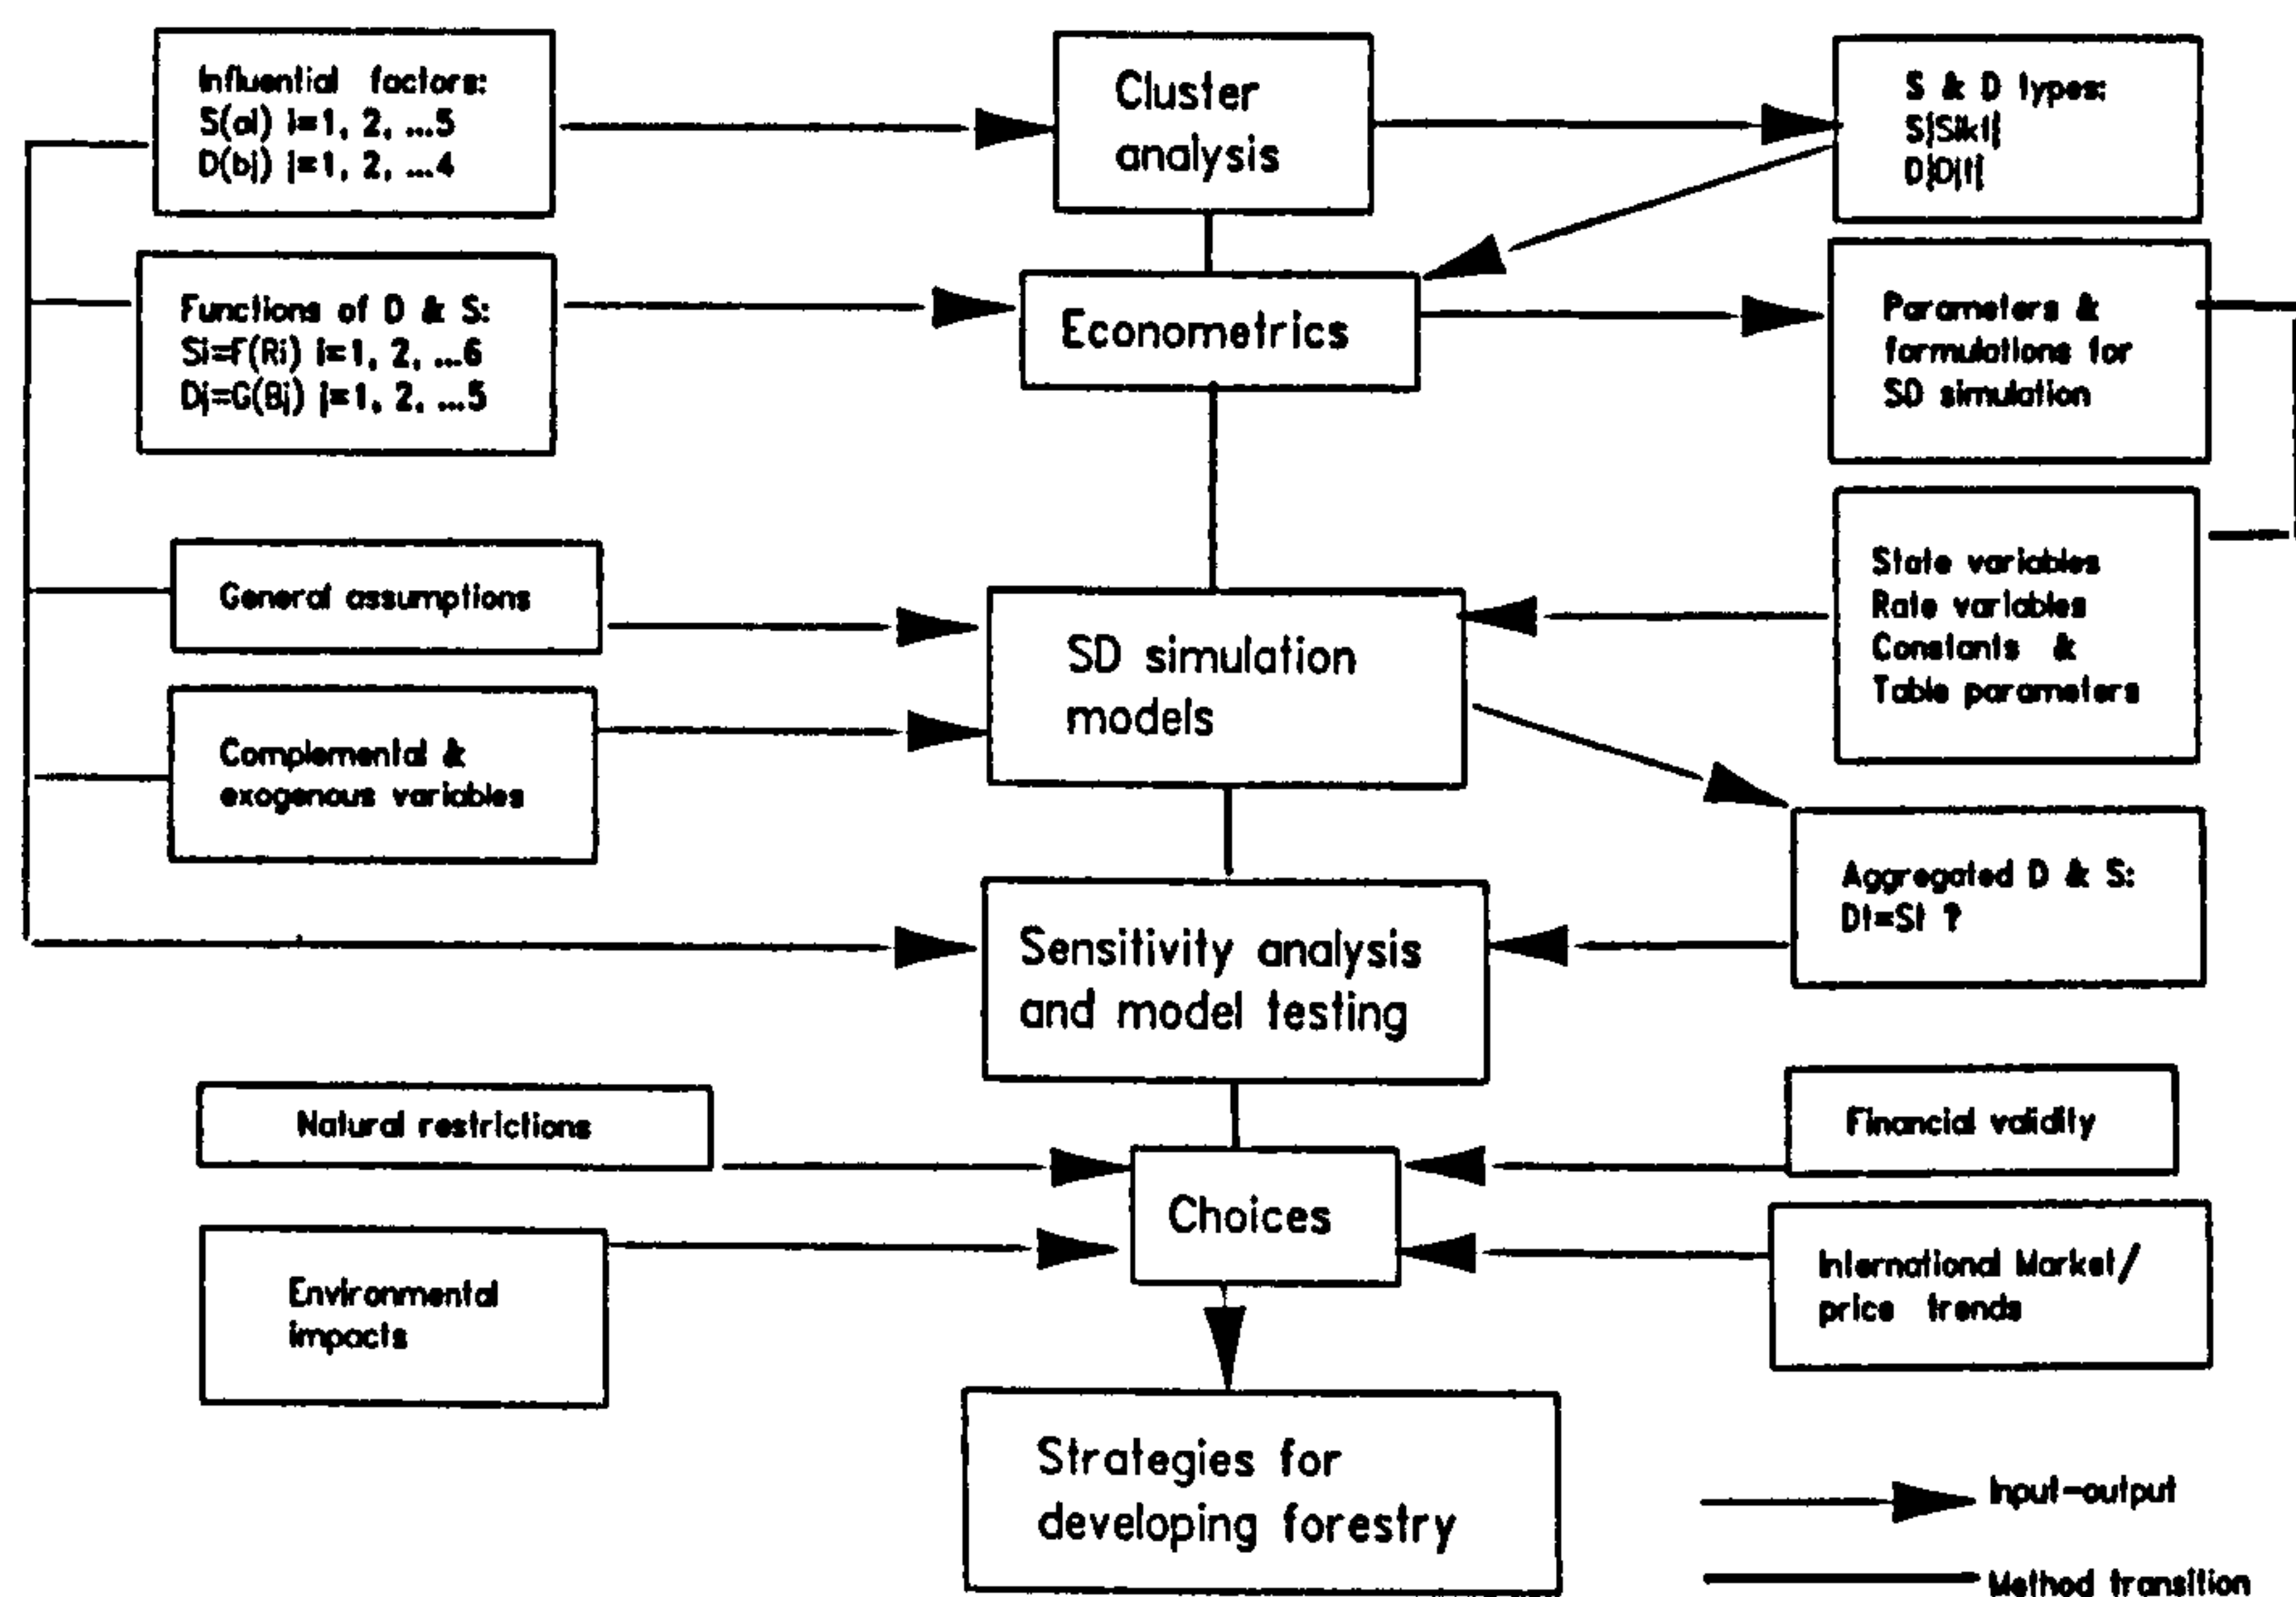 Influential factors:
S(ai) i=1, 2, ...5
D(bj) j=1, 2, ...4
Cluster
analysis
S & D types:
Functions of D & S:
Si=F(Ri) i=1, 2, ...6
Dj=G(Bj) j=1, 2, ...5
Econometrics
Parameters &
formulations for
SD simulation
General assumptions
SD simulation
models
State variables
Rate variables
Constants &
Table parameters
Complemental &
exogenous variables
Aggregated D & S:
Dt=St ?
Sensitivity analysis
and model testing
Natural restrictions
Financial validity
Choices
Environmental
impacts
International Market/
price trends
Strategies for
developing forestry
Input-output
Method transition